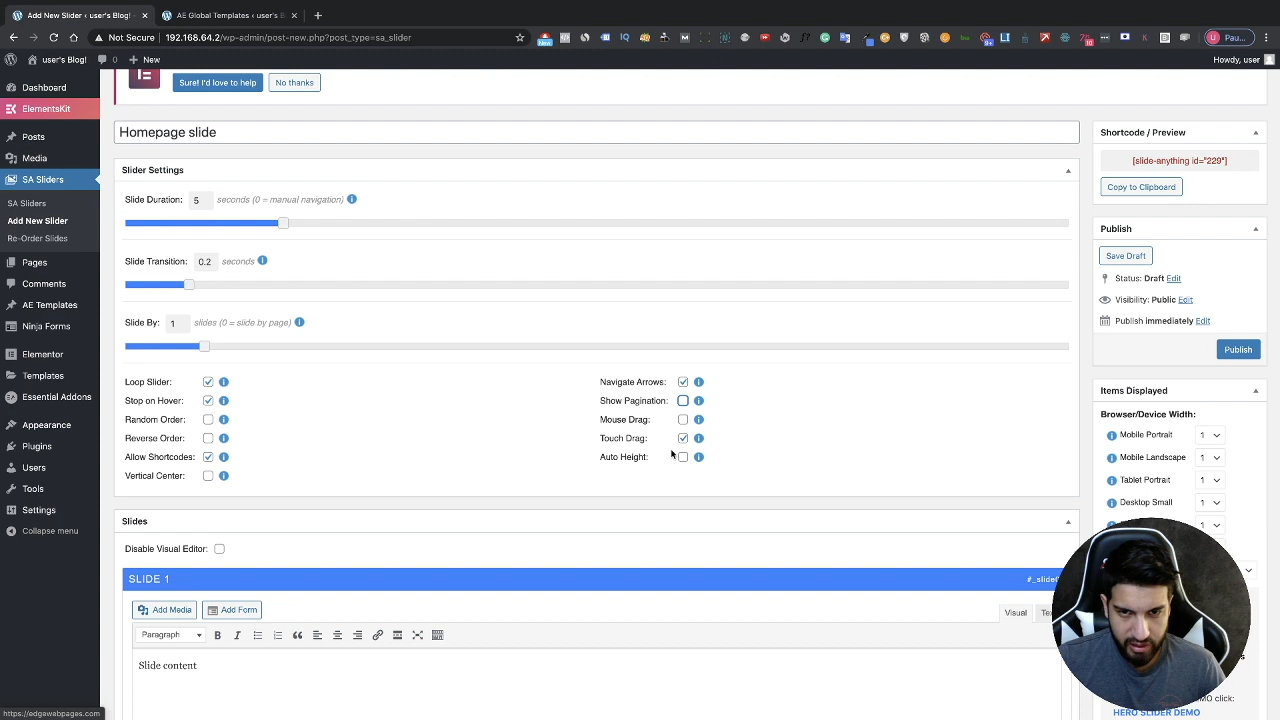 Add New Slider ‹ user's Blog! —
AE Global Templates ‹ user's B
Not Secure
192.168.64.2/wp-admin/post-new.php?post_type=sa_slider
Pau...
user's Blog!
0
New
Howdy, user
Dashboard
ElementsKit
Posts
Media
SA Sliders
SA Sliders
Add New Slider
Re-Order Slides
Pages
Comments
AE Templates
Ninja Forms
Elementor
Templates
Essential Addons
Appearance
Plugins
Users
Tools
Settings
Collapse menu
https://edgewebpages.com
Sure! I'd love to help
No thanks
Homepage slide
Slider Settings
Slide Duration: 5 seconds (0 = manual navigation)
Slide Transition: 0.2 seconds
Slide By: 1 slides (0 = slide by page)
Loop Slider:
Stop on Hover:
Random Order:
Reverse Order:
Allow Shortcodes:
Vertical Center:
Navigate Arrows:
Show Pagination:
Mouse Drag:
Touch Drag:
Auto Height:
Slides
Disable Visual Editor:
SLIDE 1
#_slide
Add Media
Add Form
Visual
Paragraph
Slide content
Shortcode / Preview
[slide-anything id="229"]
Copy to Clipboard
Publish
Save Draft
Status: Draft Edit
Visibility: Public Edit
Publish immediately Edit
Publish
Items Displayed
Browser/Device Width:
Mobile Portrait 1
Mobile Landscape 1
Tablet Portrait 1
Desktop Small 1
1
click:
HERO SLIDER DEMO